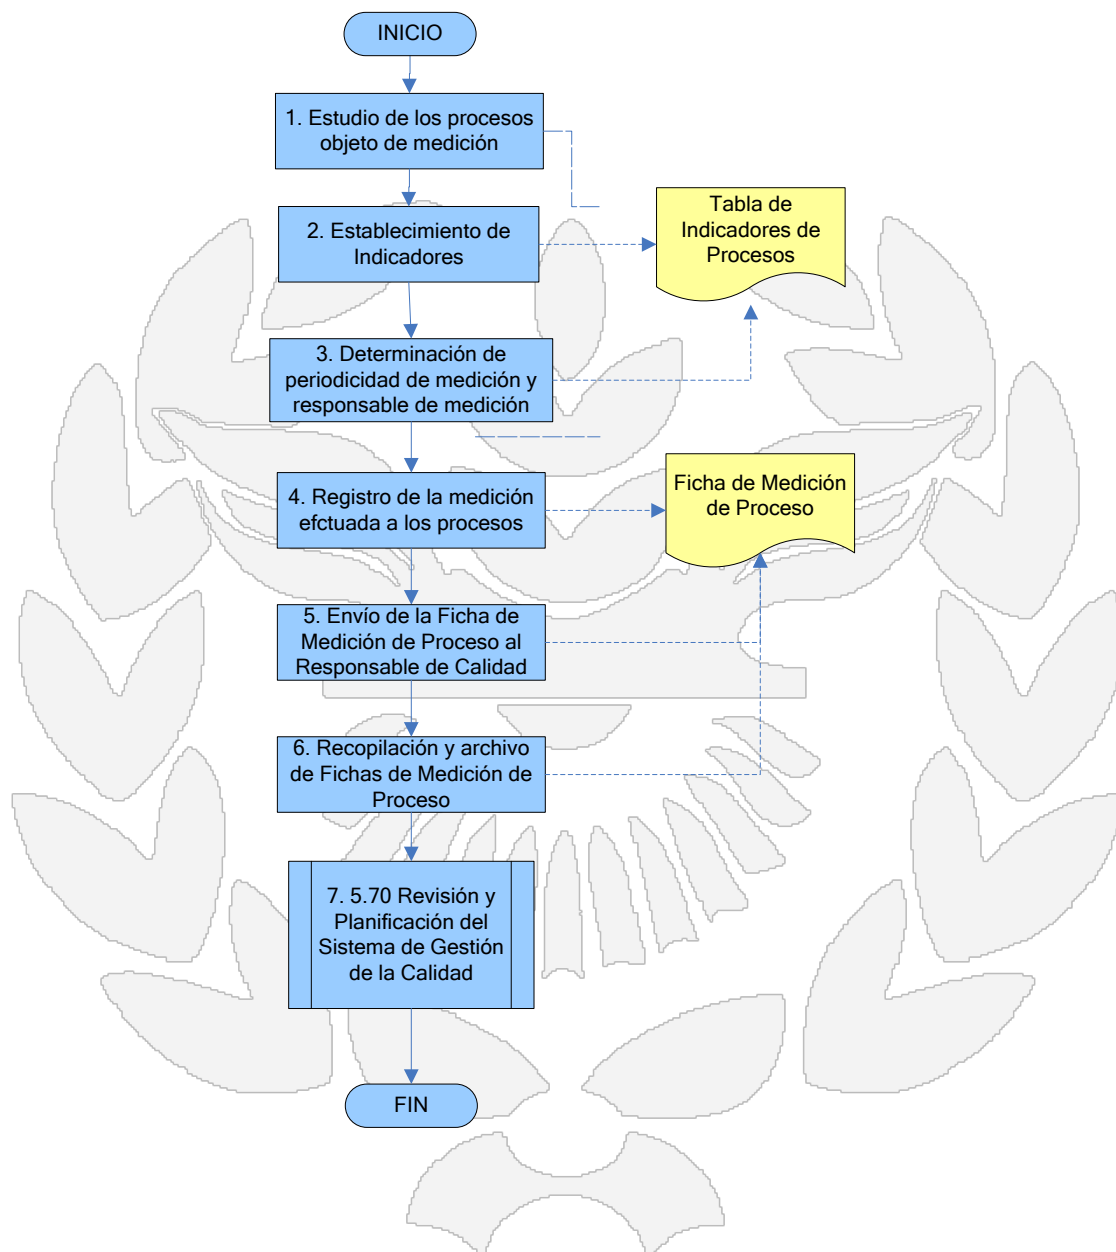 INICIO
1. Estudio de los procesos
objeto de medición
2. Establecimiento de
Indicadores
Tabla de
Indicadores de
Procesos
3. Determinación de
periodicidad de medición y
responsable de medición
4. Registro de la medición
efctuada a los procesos
Ficha de Medición
de Proceso
5. Envío de la Ficha de
Medición de Proceso al
Responsable de Calidad
6. Recopilación y archivo
de Fichas de Medición de
Proceso
7. 5.70 Revisión y
Planificación del
Sistema de Gestión
de la Calidad
FIN